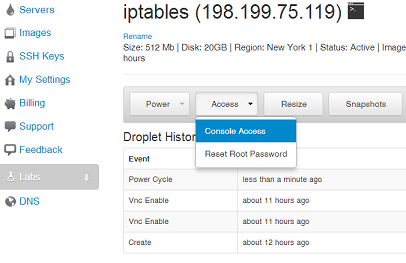 Servers
Images
SSH Keys
My Settings
Billing
Support
Feedback
Labs
DNS
iptables (198.199.75.119)
Rename
Size: 512 Mb | Disk: 20GB | Region: New York 1 | Status: Active | Image
hours
Power
Access
Resize
Snapshots
Console Access
Reset Root Password
Droplet Histor
Event
Power Cycle
less than a minute ago
Vnc Enable
about 11 hours ago
Vnc Enable
about 11 hours ago
Create
about 12 hours ago